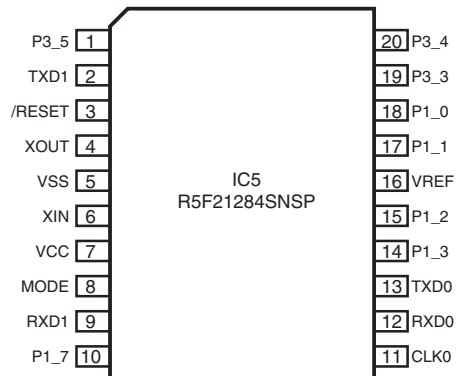 P3_5 1 20 P3_4
TXD1 2 19 P3_3
/RESET 3 18 P1_0
XOUT 4 17 P1_1
IC5
VSS 5 16 VREF
R5F21284SNSP
XIN 6 15 P1_2
VCC 7 14 P1_3
MODE 8 13 TXD0
RXD1 9 12 RXD0
P1_7 10 11 CLK0